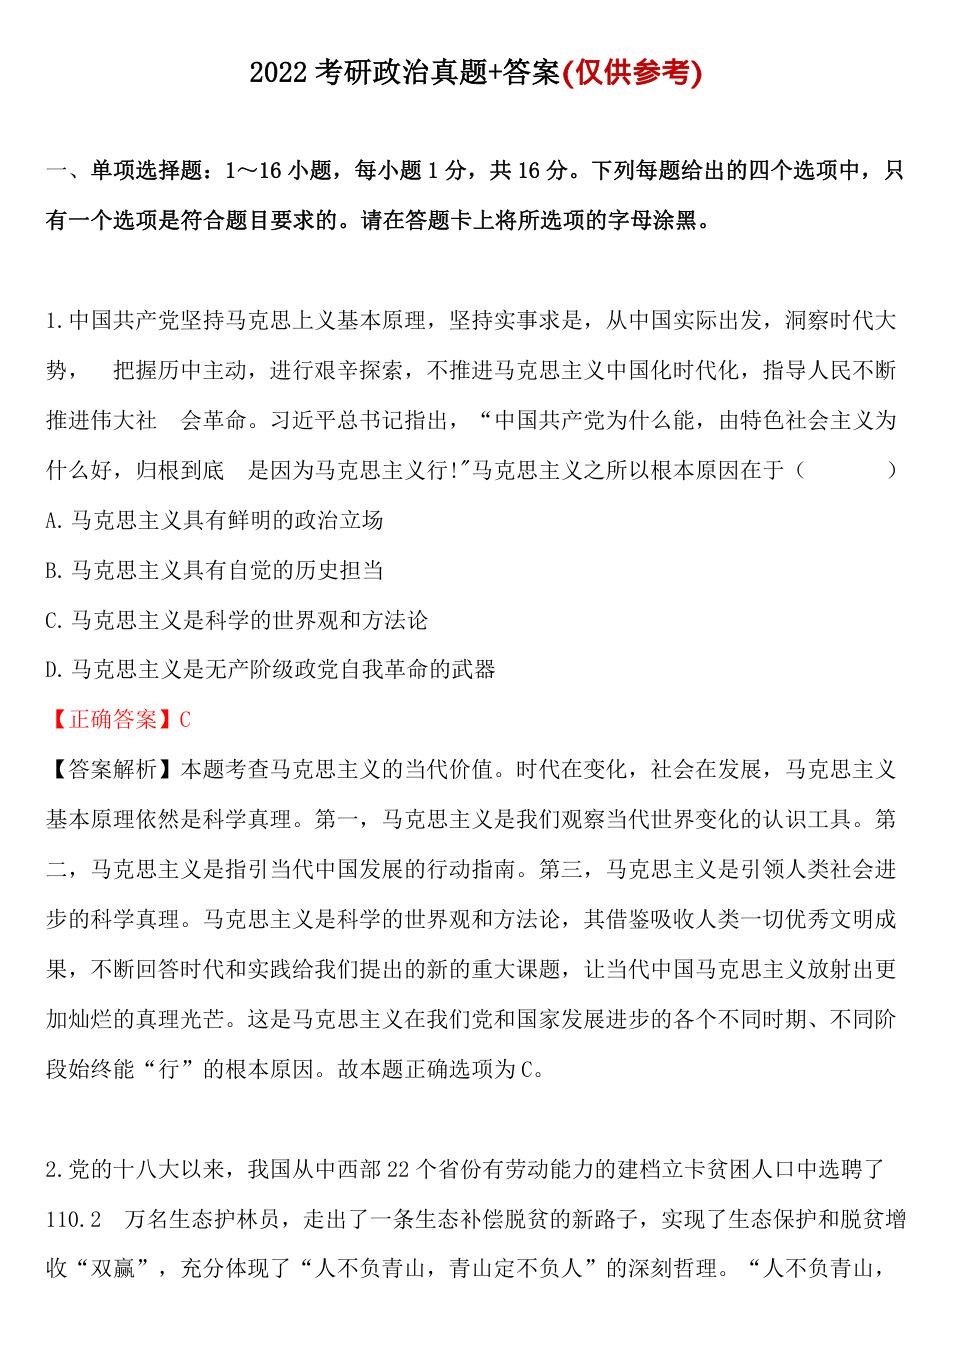 2022 考研政治真题+答案(仅供参考)
一、单项选择题：1～16 小题，每小题 1 分，共 16 分。下列每题给出的四个选项中，只
有一个选项是符合题目要求的。请在答题卡上将所选项的字母涂黑。
1.中国共产党坚持马克思上义基本原理，坚持实事求是，从中国实际出发，洞察时代大
势，　把握历中主动，进行艰辛探索，不推进马克思主义中国化时代化，指导人民不断
推进伟大社　会革命。习近平总书记指出，“中国共产党为什么能，由特色社会主义为
什么好，归根到底　是因为马克思主义行!"马克思主义之所以根本原因在于（　　　）
A. 马克思主义具有鲜明的政治立场
B. 马克思主义具有自觉的历史担当
C. 马克思主义是科学的世界观和方法论
D. 马克思主义是无产阶级政党自我革命的武器
【正确答案】C
【答案解析】本题考查马克思主义的当代价值。时代在变化，社会在发展，马克思主义
基本原理依然是科学真理。第一，马克思主义是我们观察当代世界变化的认识工具。第
二，马克思主义是指引当代中国发展的行动指南。第三，马克思主义是引领人类社会进
步的科学真理。马克思主义是科学的世界观和方法论，其借鉴吸收人类一切优秀文明成
果，不断回答时代和实践给我们提出的新的重大课题，让当代中国马克思主义放射出更
加灿烂的真理光芒。这是马克思主义在我们党和国家发展进步的各个不同时期、不同阶
段始终能“行”的根本原因。故本题正确选项为 C。
2.党的十八大以来，我国从中西部 22 个省份有劳动能力的建档立卡贫困人口中选聘了
110.2　万名生态护林员，走出了一条生态补偿脱贫的新路子，实现了生态保护和脱贫增
收“双赢”，充分体现了“人不负青山，青山定不负人”的深刻哲理。“人不负青山，